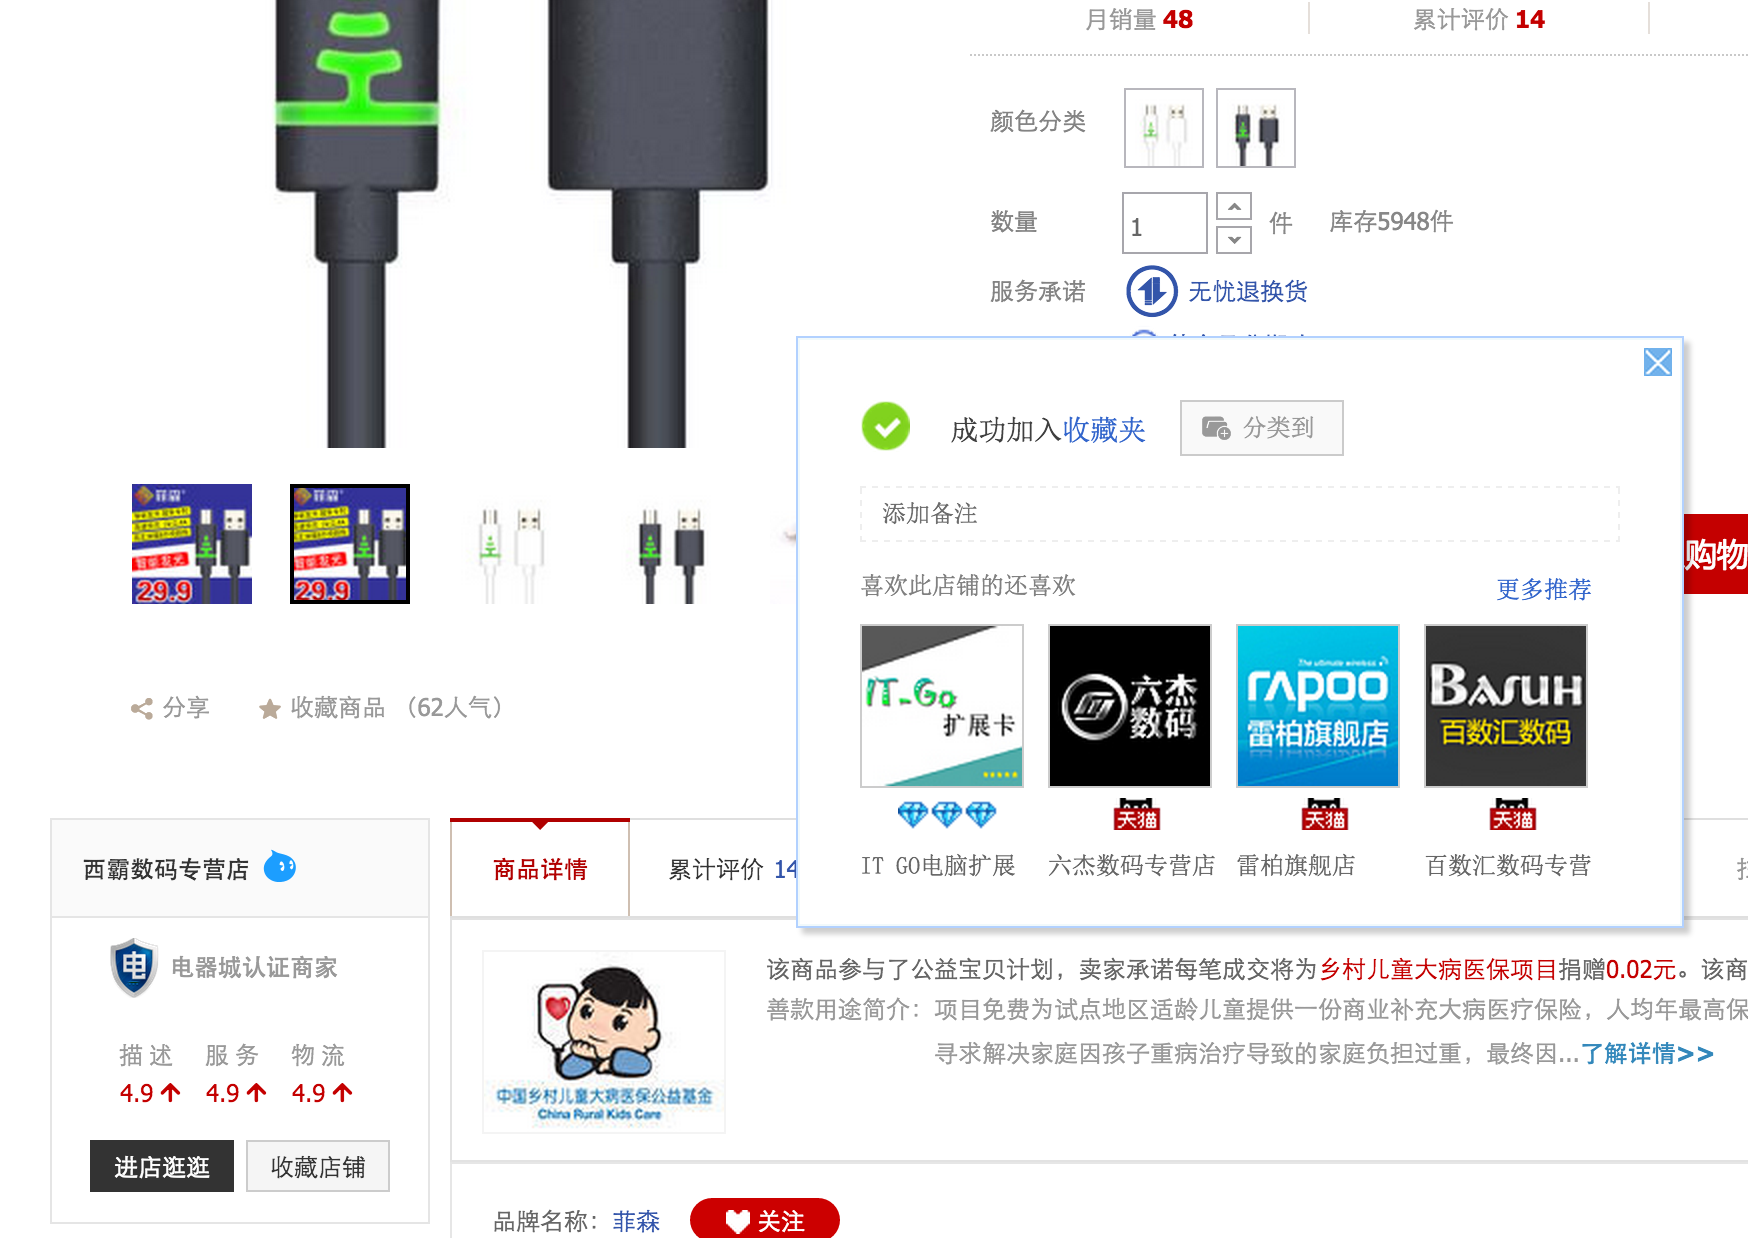 月销量 48
累计评价 14
颜色分类
数量
1
件
库存5948件
服务承诺
无忧退换货
成功加入收藏夹
分类到
添加备注
喜欢此店铺的还喜欢
更多推荐
购物
IT-Go
扩展卡
六杰
数码
The ultimate wireless
rapoo
雷柏旗舰店
BASUH
百数汇数码
天猫
天猫
天猫
IT GO电脑扩展
六杰数码专营店
雷柏旗舰店
百数汇数码专营
菲森
智能发光
29.9
菲森
智能发光
29.9
分享
收藏商品 （62人气）
西霸数码专营店
电
电器城认证商家
描述 服务 物流
4.9 4.9 4.9
进店逛逛
收藏店铺
商品详情
累计评价 14
中国乡村儿童大病医保公益基金
China Rural Kids Care
该商品参与了公益宝贝计划，卖家承诺每笔成交将为乡村儿童大病医保项目捐赠0.02元。该商
善款用途简介：项目免费为试点地区适龄儿童提供一份商业补充大病医疗保险，人均年最高保
寻求解决家庭因孩子重病治疗导致的家庭负担过重，最终因...了解详情>>
品牌名称：菲森
关注